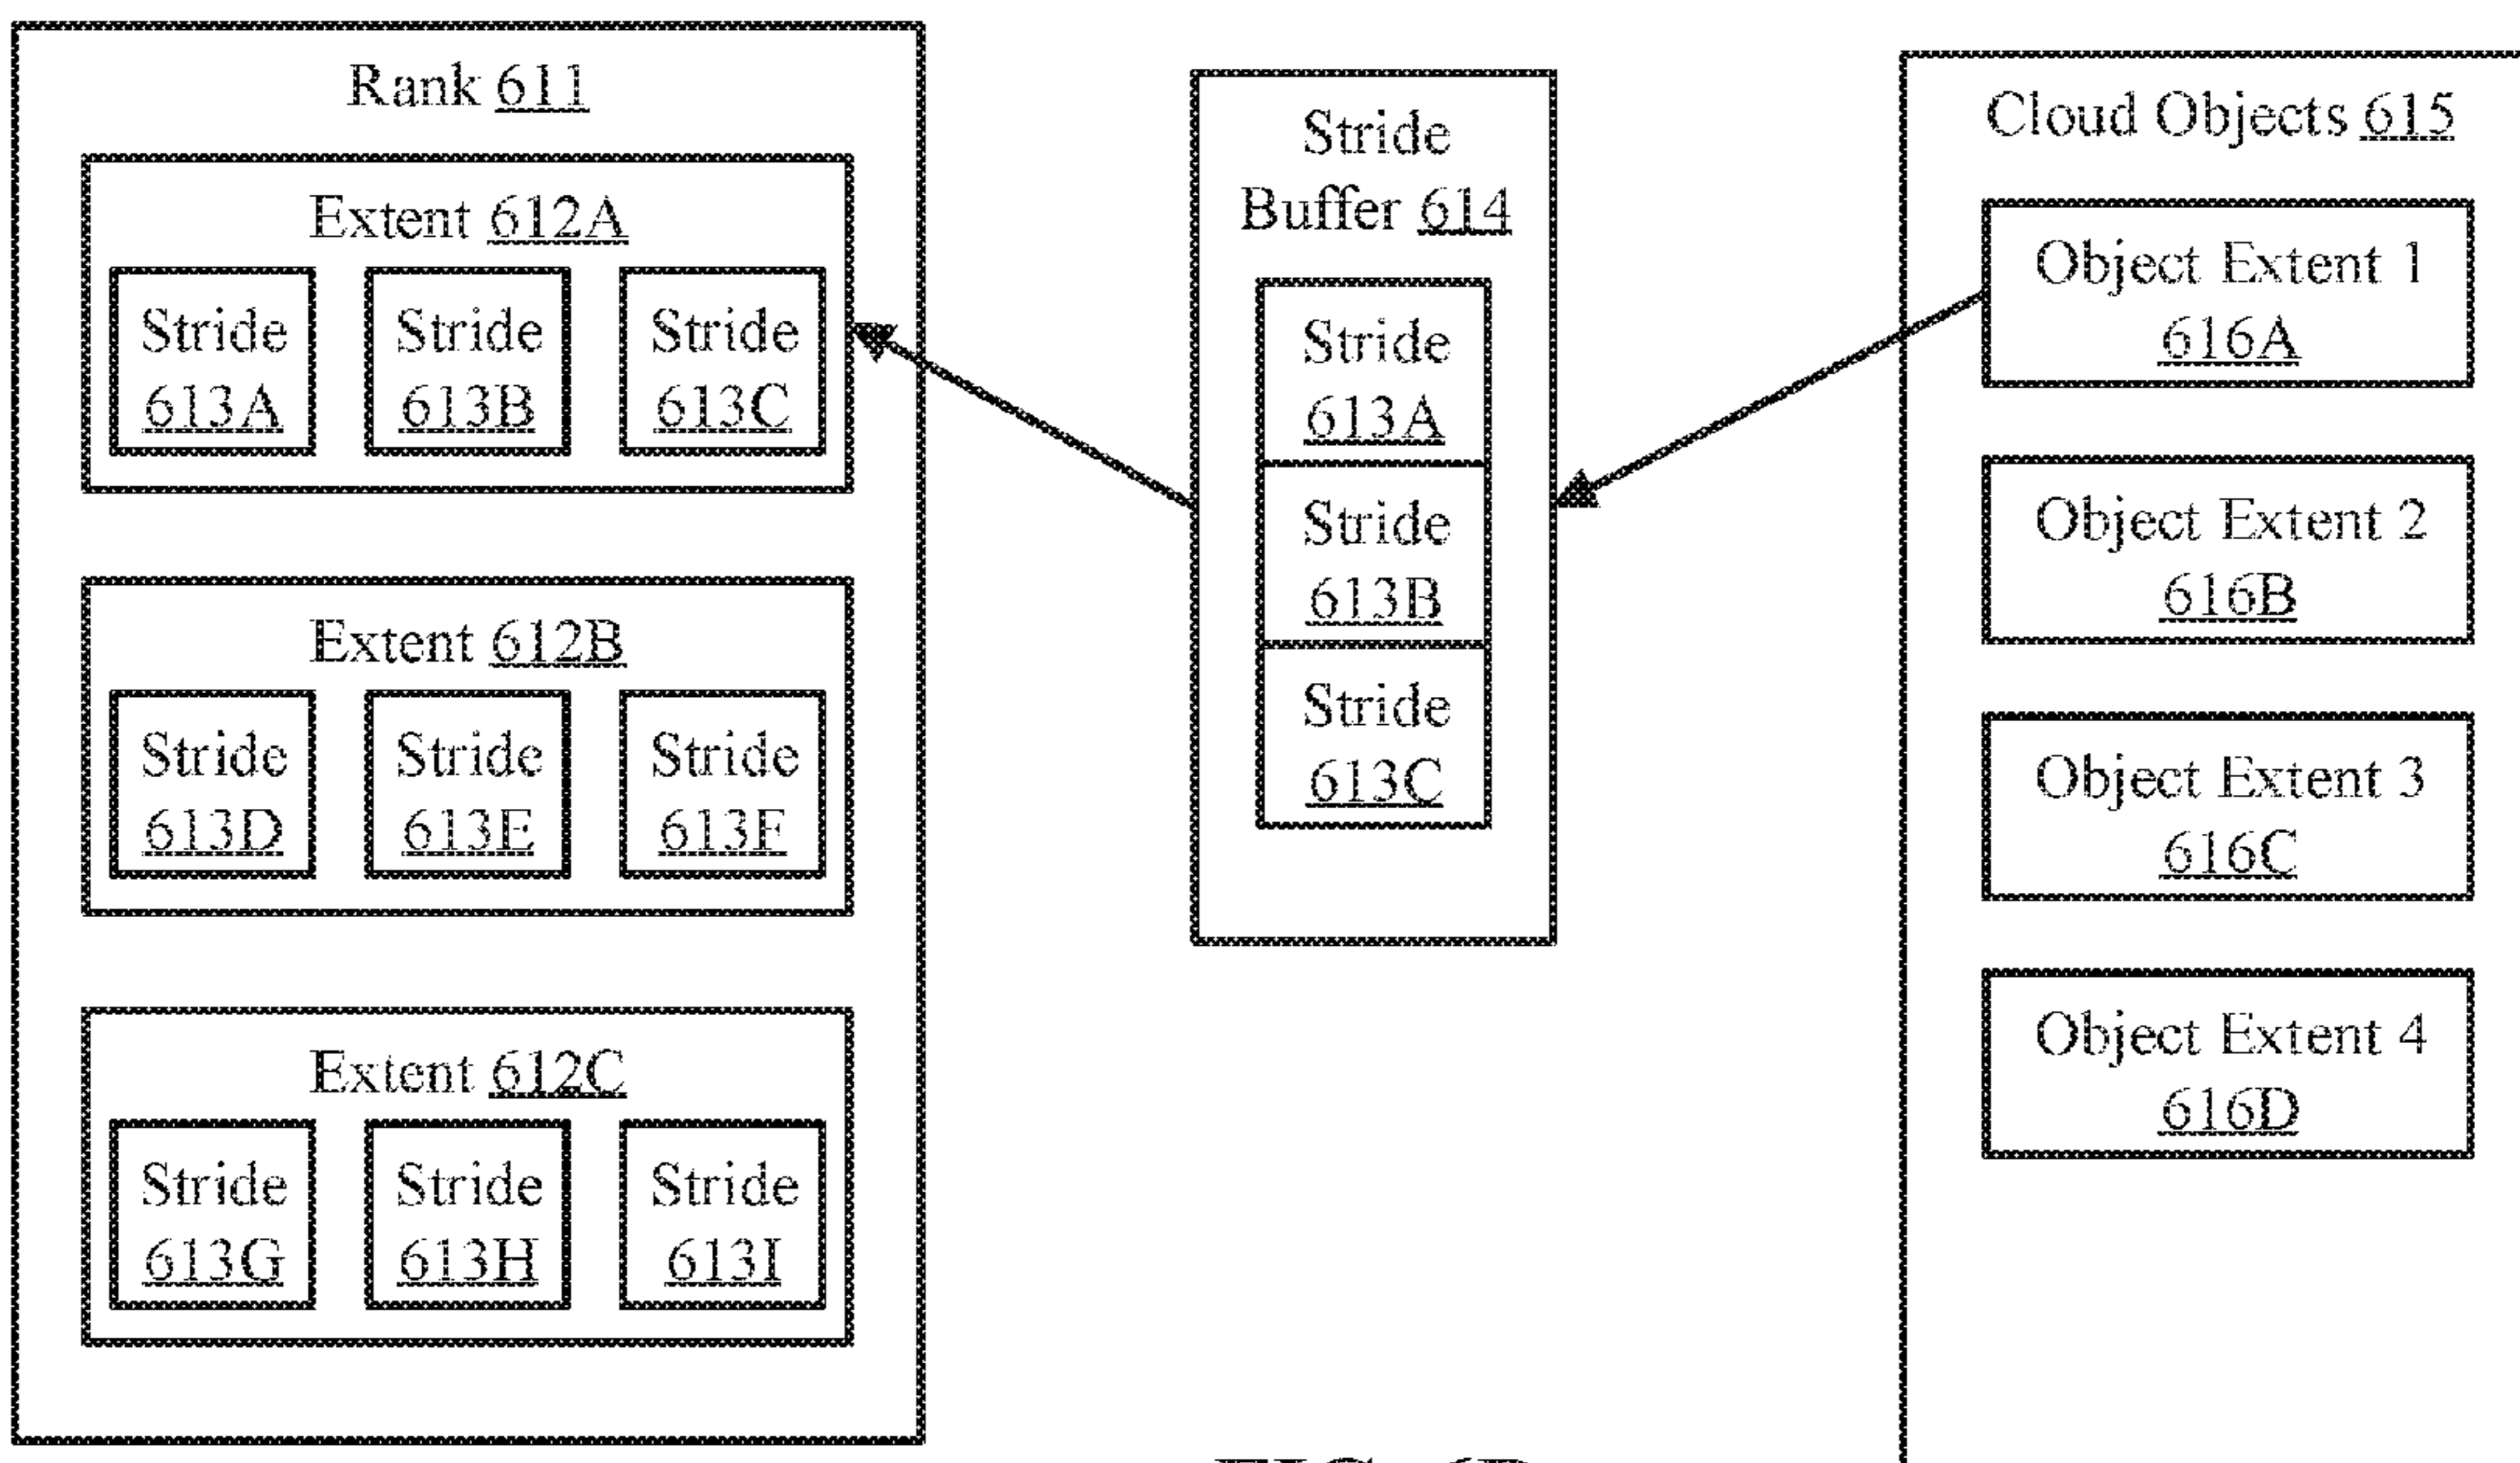 Rank 611
Extent 612A
Stride
613A
Stride
613B
Stride
613C
Extent 612B
Stride
613D
Stride
613E
Stride
613F
Extent 612C
Stride
613G
Stride
613H
Stride
613I
Stride
Buffer 614
Stride
613A
Stride
613B
Stride
613C
Cloud Objects 615
Object Extent 1
616A
Object Extent 2
616B
Object Extent 3
616C
Object Extent 4
616D